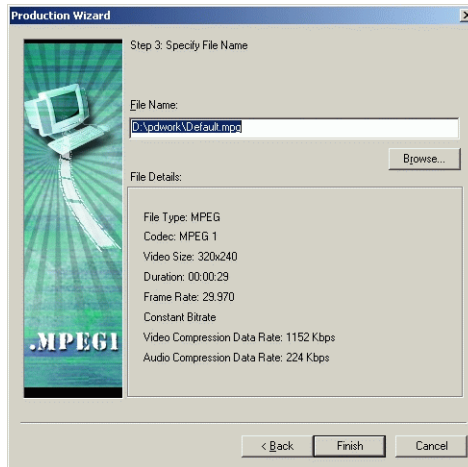 Production Wizard
Step 3: Specify File Name
File Name:
D:\pdwork\Default.mpg
Browse...
File Details:
File Type: MPEG
Codec: MPEG 1
Video Size: 320x240
Duration: 00:00:29
Frame Rate: 29.970
Constant Bitrate
Video Compression Data Rate: 1152 Kbps
Audio Compression Data Rate: 224 Kbps
.MPEG1
< Back
Finish
Cancel